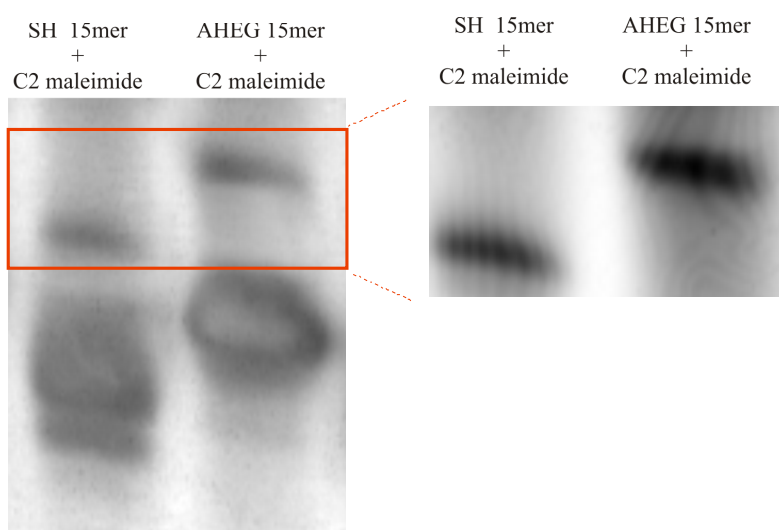 SH 15mer
+
C2 maleimide
AHEG 15mer
+
C2 maleimide
SH 15mer
+
C2 maleimide
AHEG 15mer
+
C2 maleimide